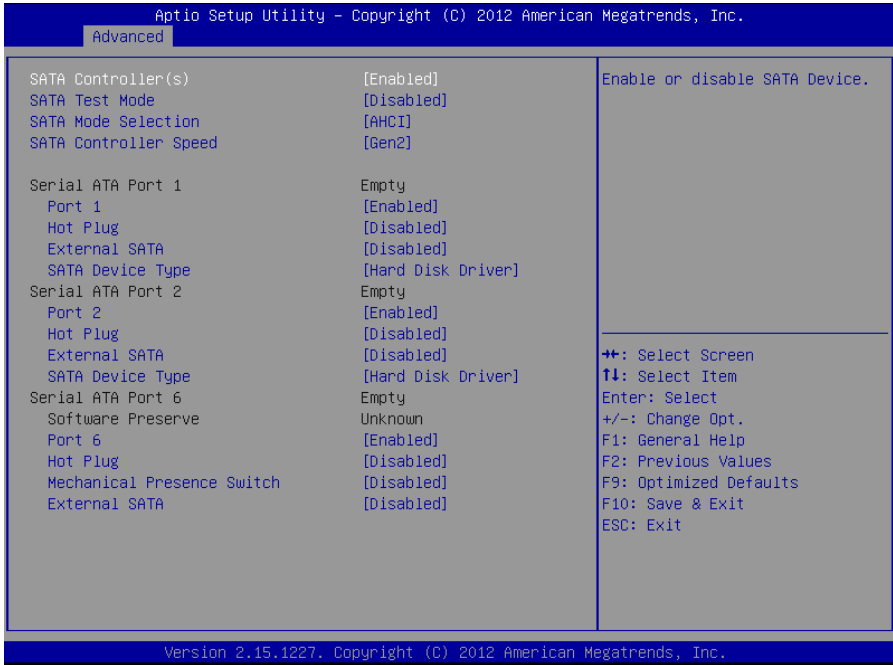 Aptio Setup Utility – Copyright (C) 2012 American Megatrends, Inc.
Advanced
SATA Controller(s) [Enabled]
SATA Test Mode [Disabled]
SATA Mode Selection [AHCI]
SATA Controller Speed [Gen2]
Serial ATA Port 1 Empty
Port 1 [Enabled]
Hot Plug [Disabled]
External SATA [Disabled]
SATA Device Type [Hard Disk Driver]
Serial ATA Port 2 Empty
Port 2 [Enabled]
Hot Plug [Disabled]
External SATA [Disabled]
SATA Device Type [Hard Disk Driver]
Serial ATA Port 6 Empty
Software Preserve Unknown
Port 6 [Enabled]
Hot Plug [Disabled]
Mechanical Presence Switch [Disabled]
External SATA [Disabled]
Enable or disable SATA Device.
→←: Select Screen
↑↓: Select Item
Enter: Select
+/-: Change Opt.
F1: General Help
F2: Previous Values
F9: Optimized Defaults
F10: Save & Exit
ESC: Exit
Version 2.15.1227. Copyright (C) 2012 American Megatrends, Inc.